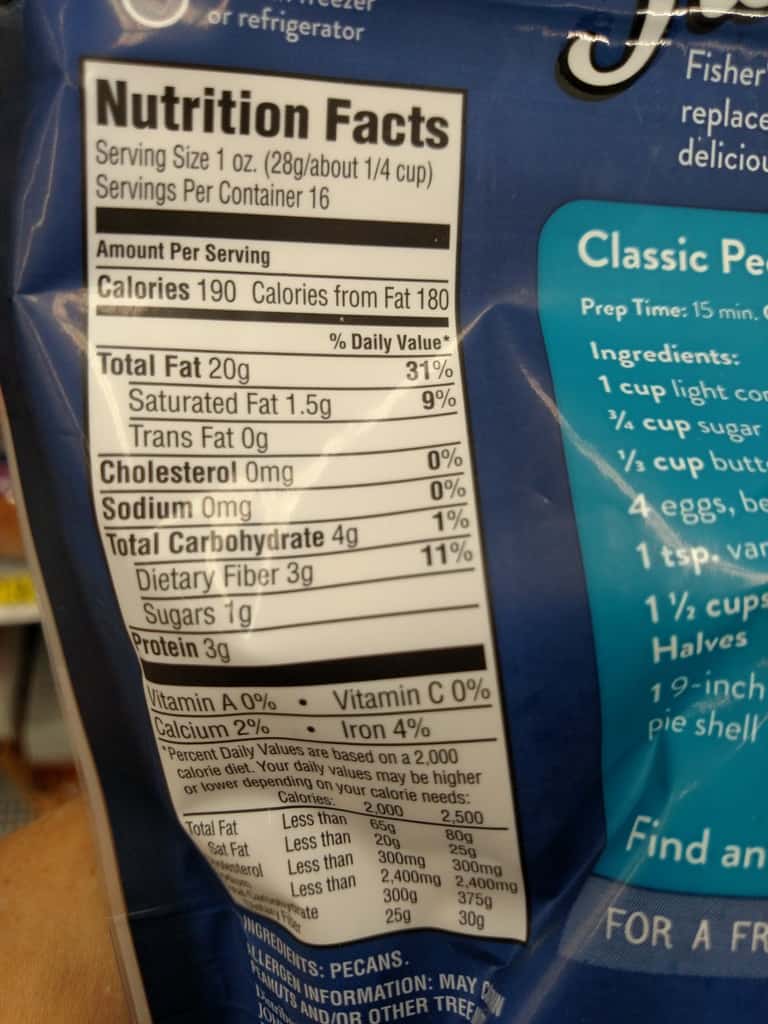 or refrigerator
Nutrition Facts
Serving Size 1 oz. (28g/about 1/4 cup)
Servings Per Container 16
Amount Per Serving
Calories 190 Calories from Fat 180
% Daily Value*
Total Fat 20g 31%
Saturated Fat 1.5g 9%
Trans Fat 0g
Cholesterol 0mg 0%
Sodium 0mg 0%
Total Carbohydrate 4g 1%
Dietary Fiber 3g 11%
Sugars 1g
Protein 3g
Vitamin A 0% • Vitamin C 0%
Calcium 2% • Iron 4%
*Percent Daily Values are based on a 2,000
calorie diet. Your daily values may be higher
or lower depending on your calorie needs:
Calories: 2,000 2,500
Total Fat Less than 65g 80g
Sat Fat Less than 20g 25g
Less than 300mg 300mg
Less than 2,400mg 2,400mg
300g 375g
Dietary Fiber 25g 30g
INGREDIENTS: PECANS.
ALLERGEN INFORMATION: MAY
PEANUTS AND/OR OTHER TREE
Fisher
replace
deliciou
Classic Pe
Prep Time: 15 min.
Ingredients:
1 cup light cor
¾ cup sugar
⅓ cup butt
4 eggs, be
1 tsp. van
1 ½ cups
Halves
1 9-inch
pie shell
Find an
FOR A FR